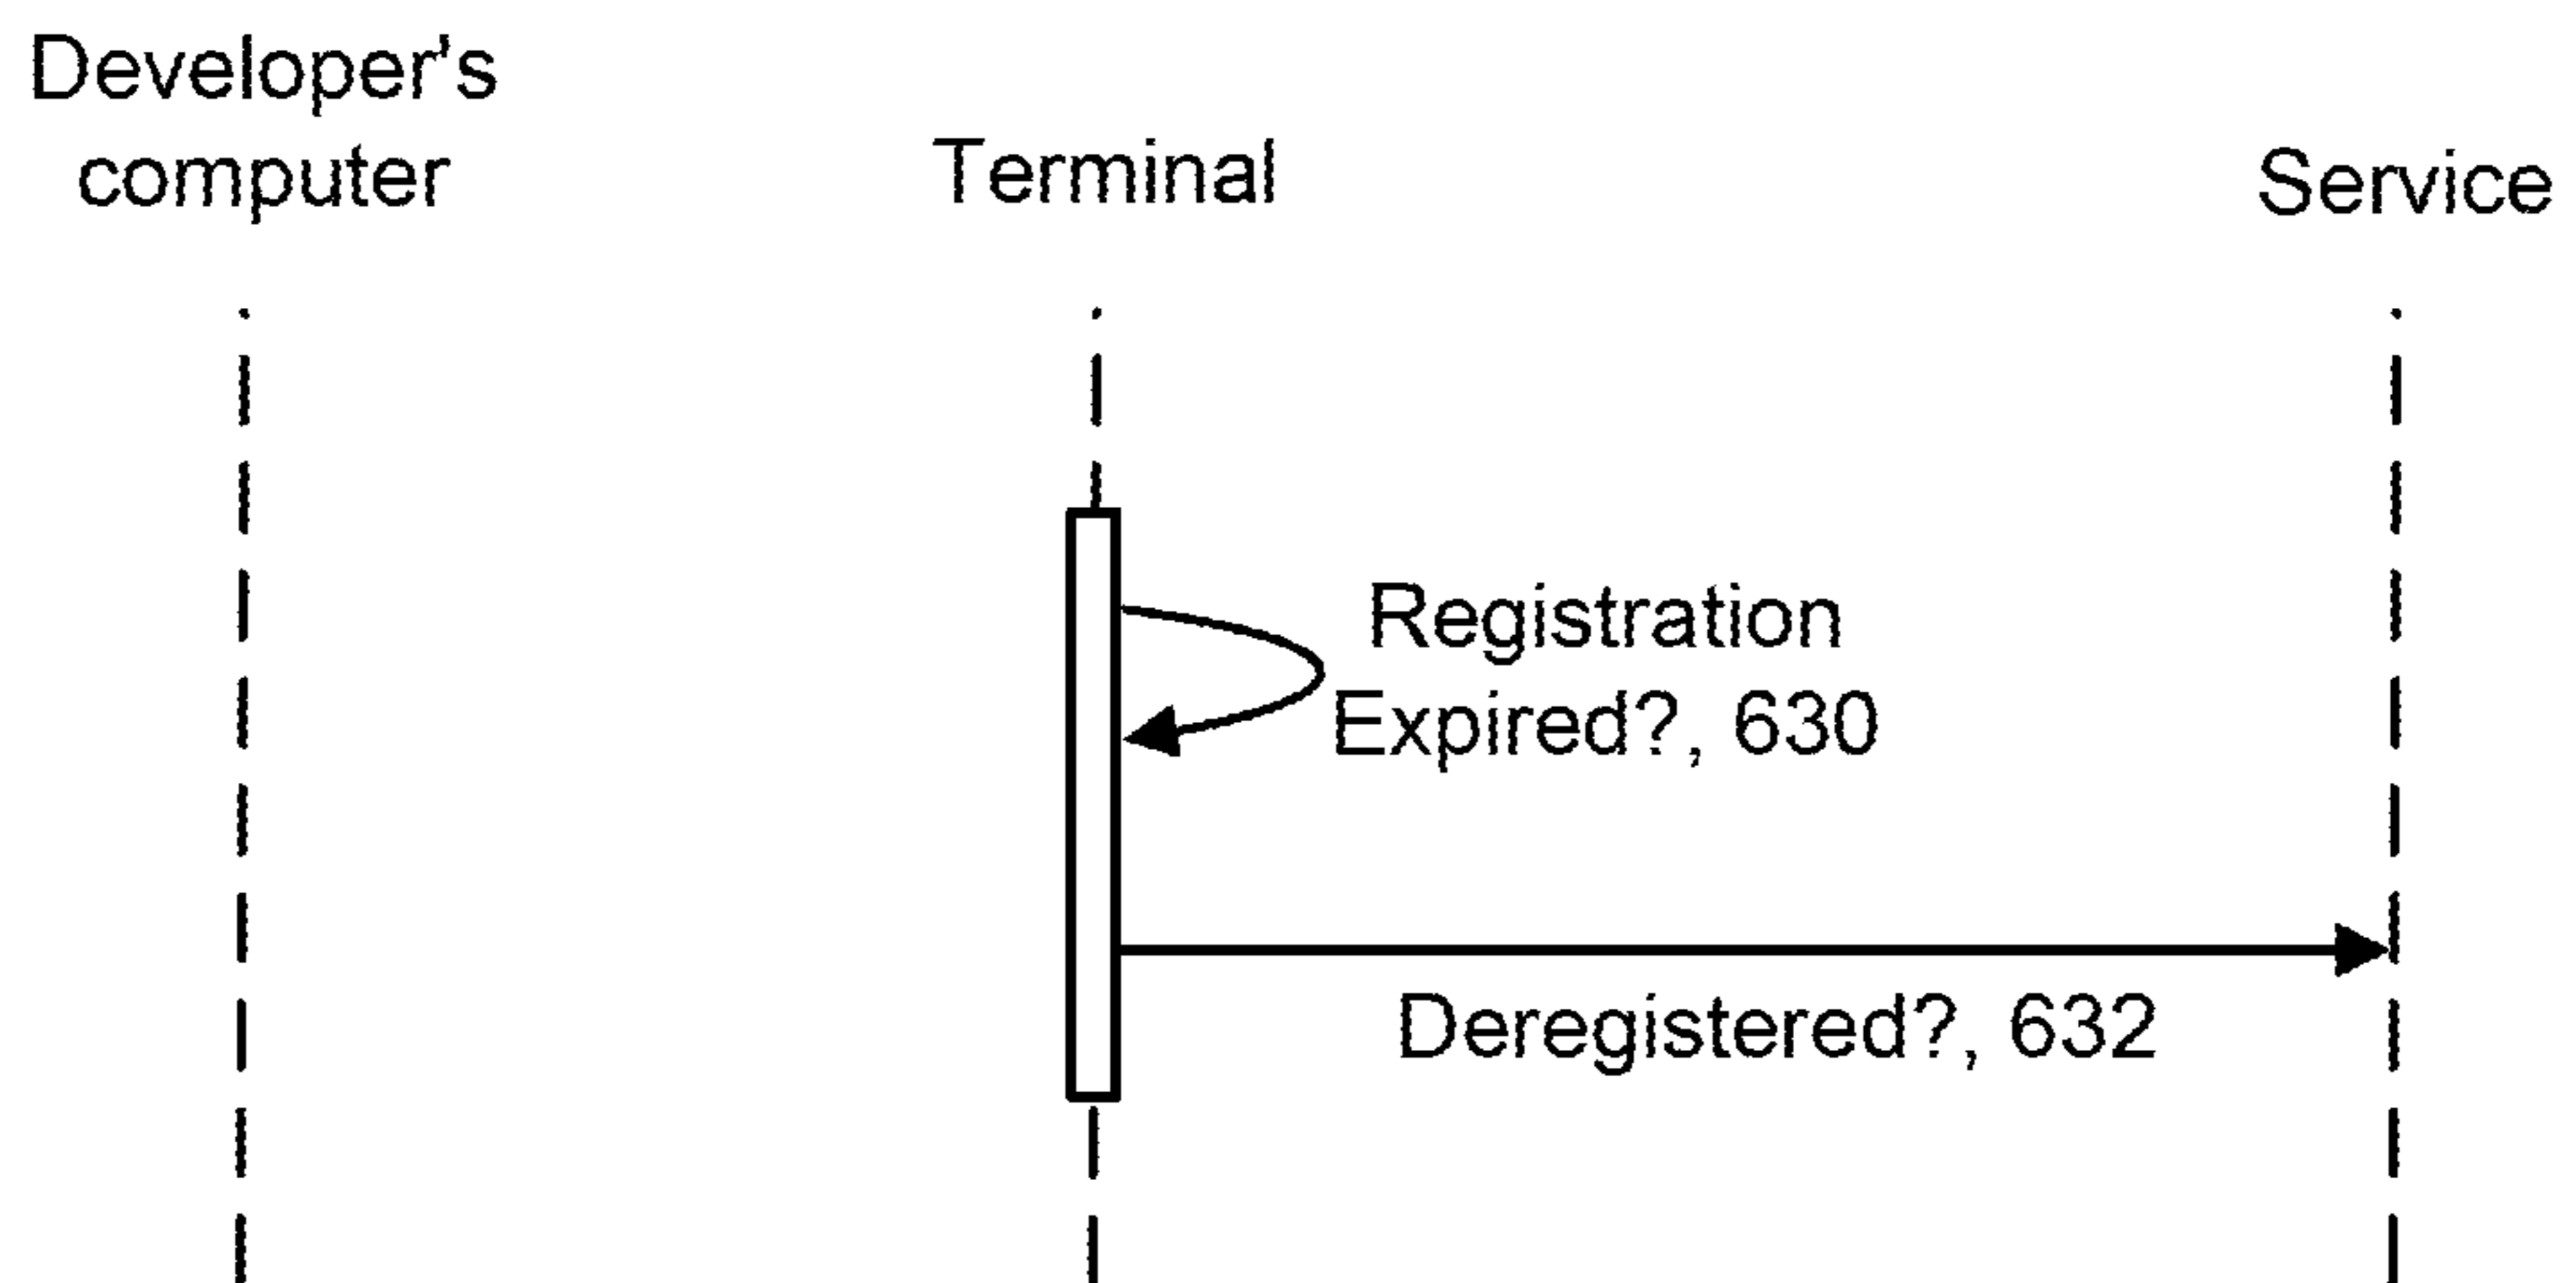 Developer's
computer
Terminal
Service
Registration
Expired?, 630
Deregistered?, 632